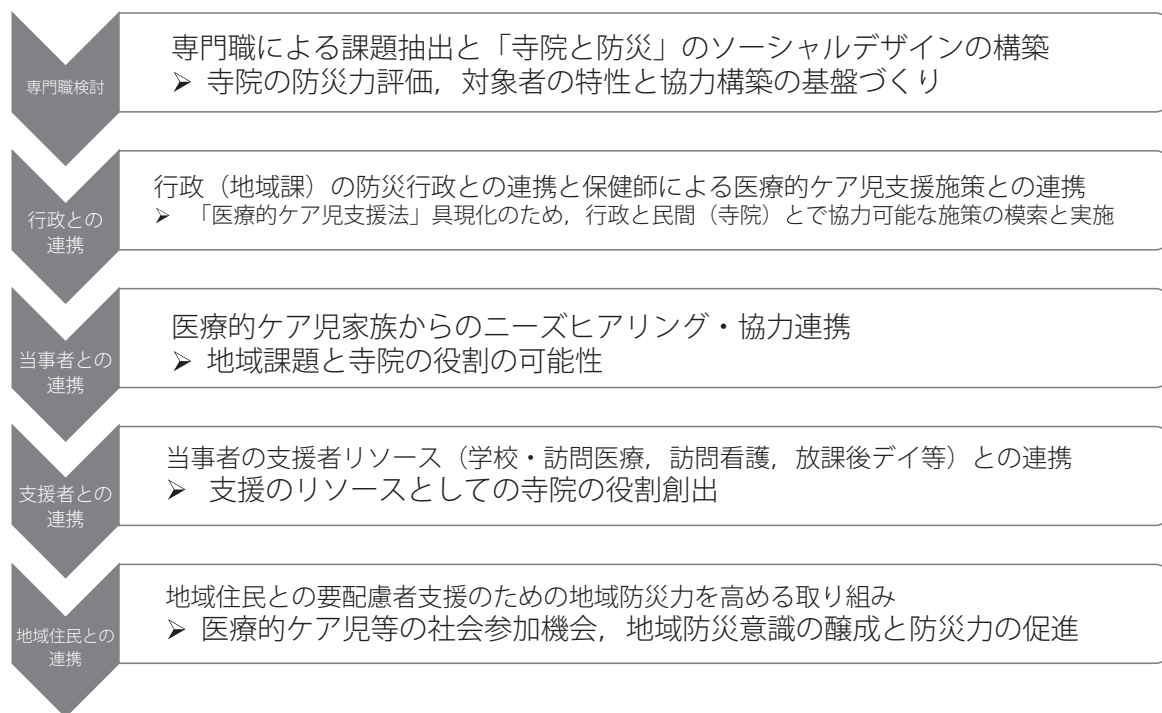 専門職検討
専門職による課題抽出と「寺院と防災」のソーシャルデザインの構築
➢ 寺院の防災力評価，対象者の特性と協力構築の基盤づくり
行政との
連携
行政（地域課）の防災行政との連携と保健師による医療的ケア児支援施策との連携
➢ 「医療的ケア児支援法」具現化のため，行政と民間（寺院）とで協力可能な施策の模索と実施
当事者との
連携
医療的ケア児家族からのニーズヒアリング・協力連携
➢ 地域課題と寺院の役割の可能性
支援者との
連携
当事者の支援者リソース（学校・訪問医療，訪問看護，放課後デイ等）との連携
➢ 支援のリソースとしての寺院の役割創出
地域住民との
連携
地域住民との要配慮者支援のための地域防災力を高める取り組み
➢ 医療的ケア児等の社会参加機会，地域防災意識の醸成と防災力の促進